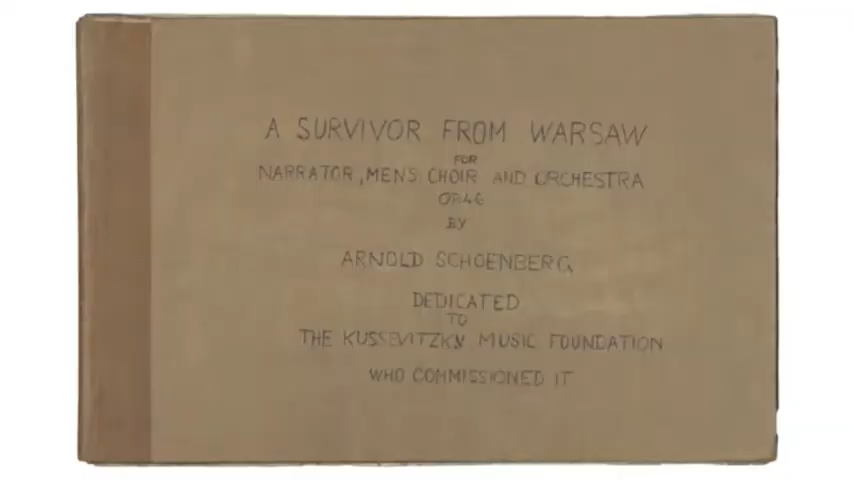 A SURVIVOR FROM WARSAW
FOR
NARRATOR, MENS CHOIR AND ORCHESTRA
OP.46
BY
ARNOLD SCHOENBERG
DEDICATED
TO
THE KUSSEVITZKY MUSIC FOUNDATION
WHO COMMISSIONED IT